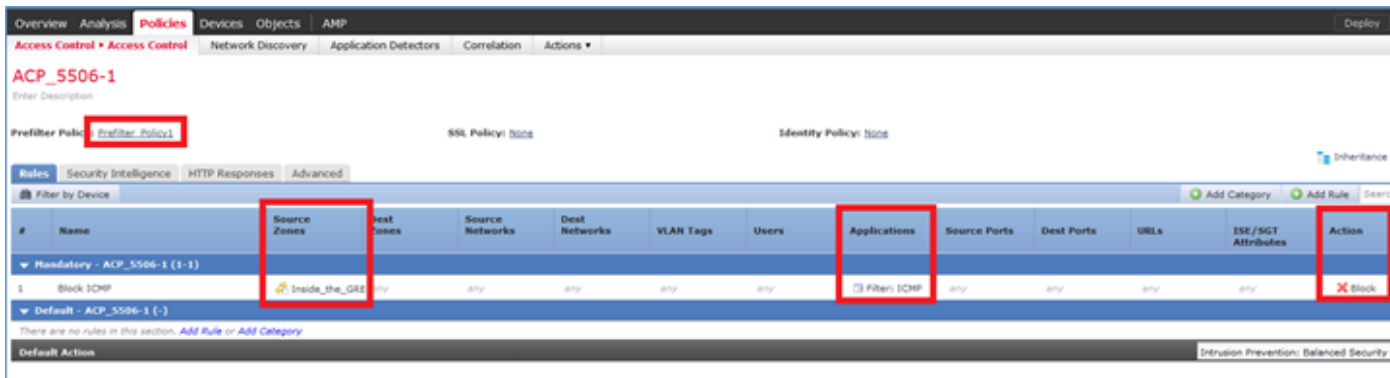 Overview Analysis Policies Devices Objects AMP Deploy
Access Control ▸ Access Control Network Discovery Application Detectors Correlation Actions ▾
ACP_5506-1
Enter Description
Prefilter Polic: Prefilter_Policy1 SSL Policy: None Identity Policy: None
Inheritance
Rules Security Intelligence HTTP Responses Advanced
Filter by Device Add Category Add Rule Searc
# Name Source Zones Dest Zones Source Networks Dest Networks VLAN Tags Users Applications Source Ports Dest Ports URLs ISE/SGT Attributes Action
Mandatory - ACP_5506-1 (1-1)
1 Block ICMP Inside_the_GRE any any any any any Filter: ICMP any any any any Block
Default - ACP_5506-1 (-)
There are no rules in this section. Add Rule or Add Category
Default Action Intrusion Prevention: Balanced Security